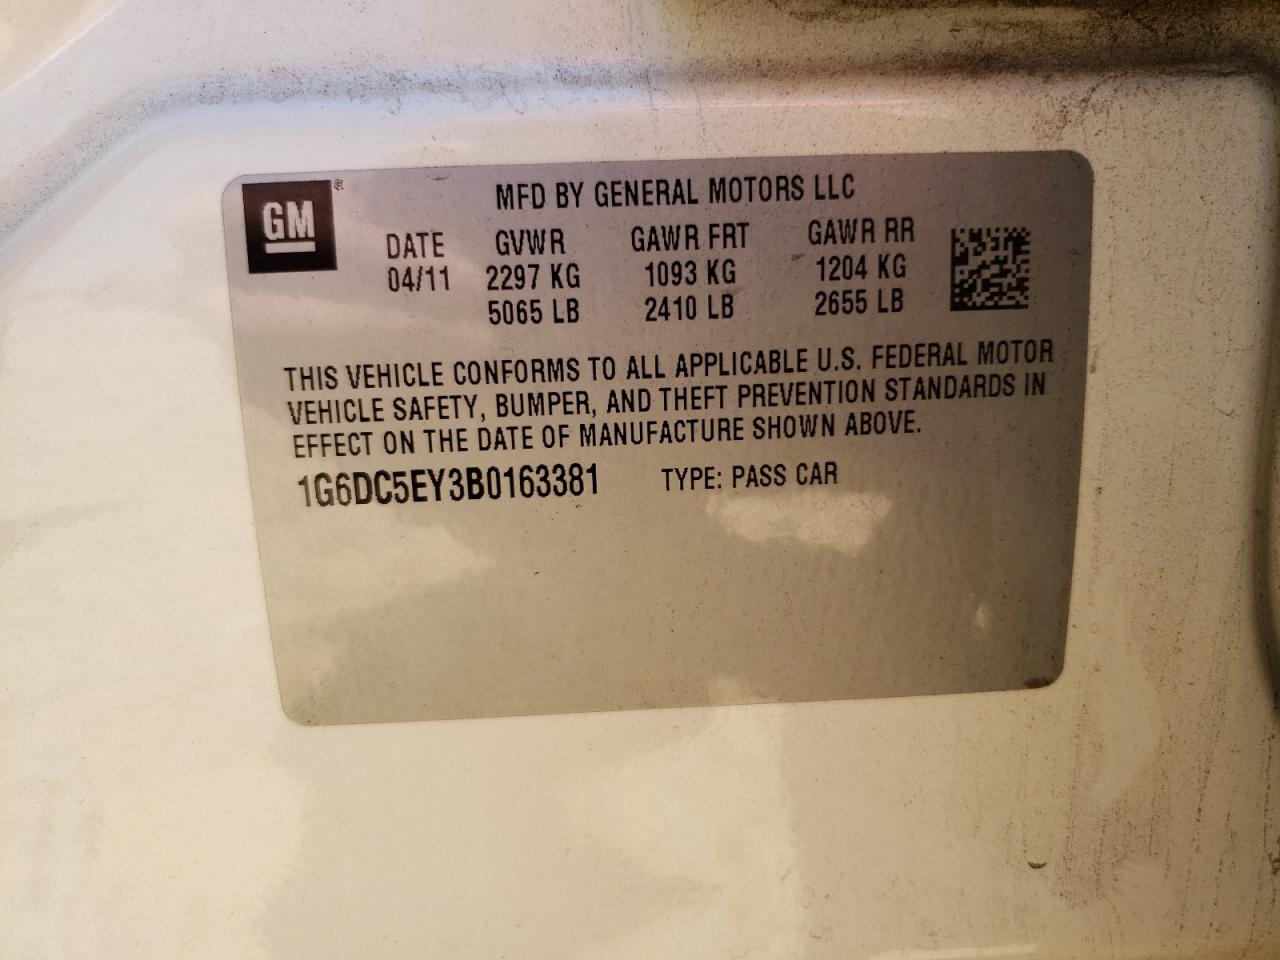 GM ®
MFD BY GENERAL MOTORS LLC
DATE GVWR GAWR FRT GAWR RR
04/11 2297 KG 1093 KG 1204 KG
5065 LB 2410 LB 2655 LB
THIS VEHICLE CONFORMS TO ALL APPLICABLE U.S. FEDERAL MOTOR
VEHICLE SAFETY, BUMPER, AND THEFT PREVENTION STANDARDS IN
EFFECT ON THE DATE OF MANUFACTURE SHOWN ABOVE.
1G6DC5EY3B0163381 TYPE: PASS CAR